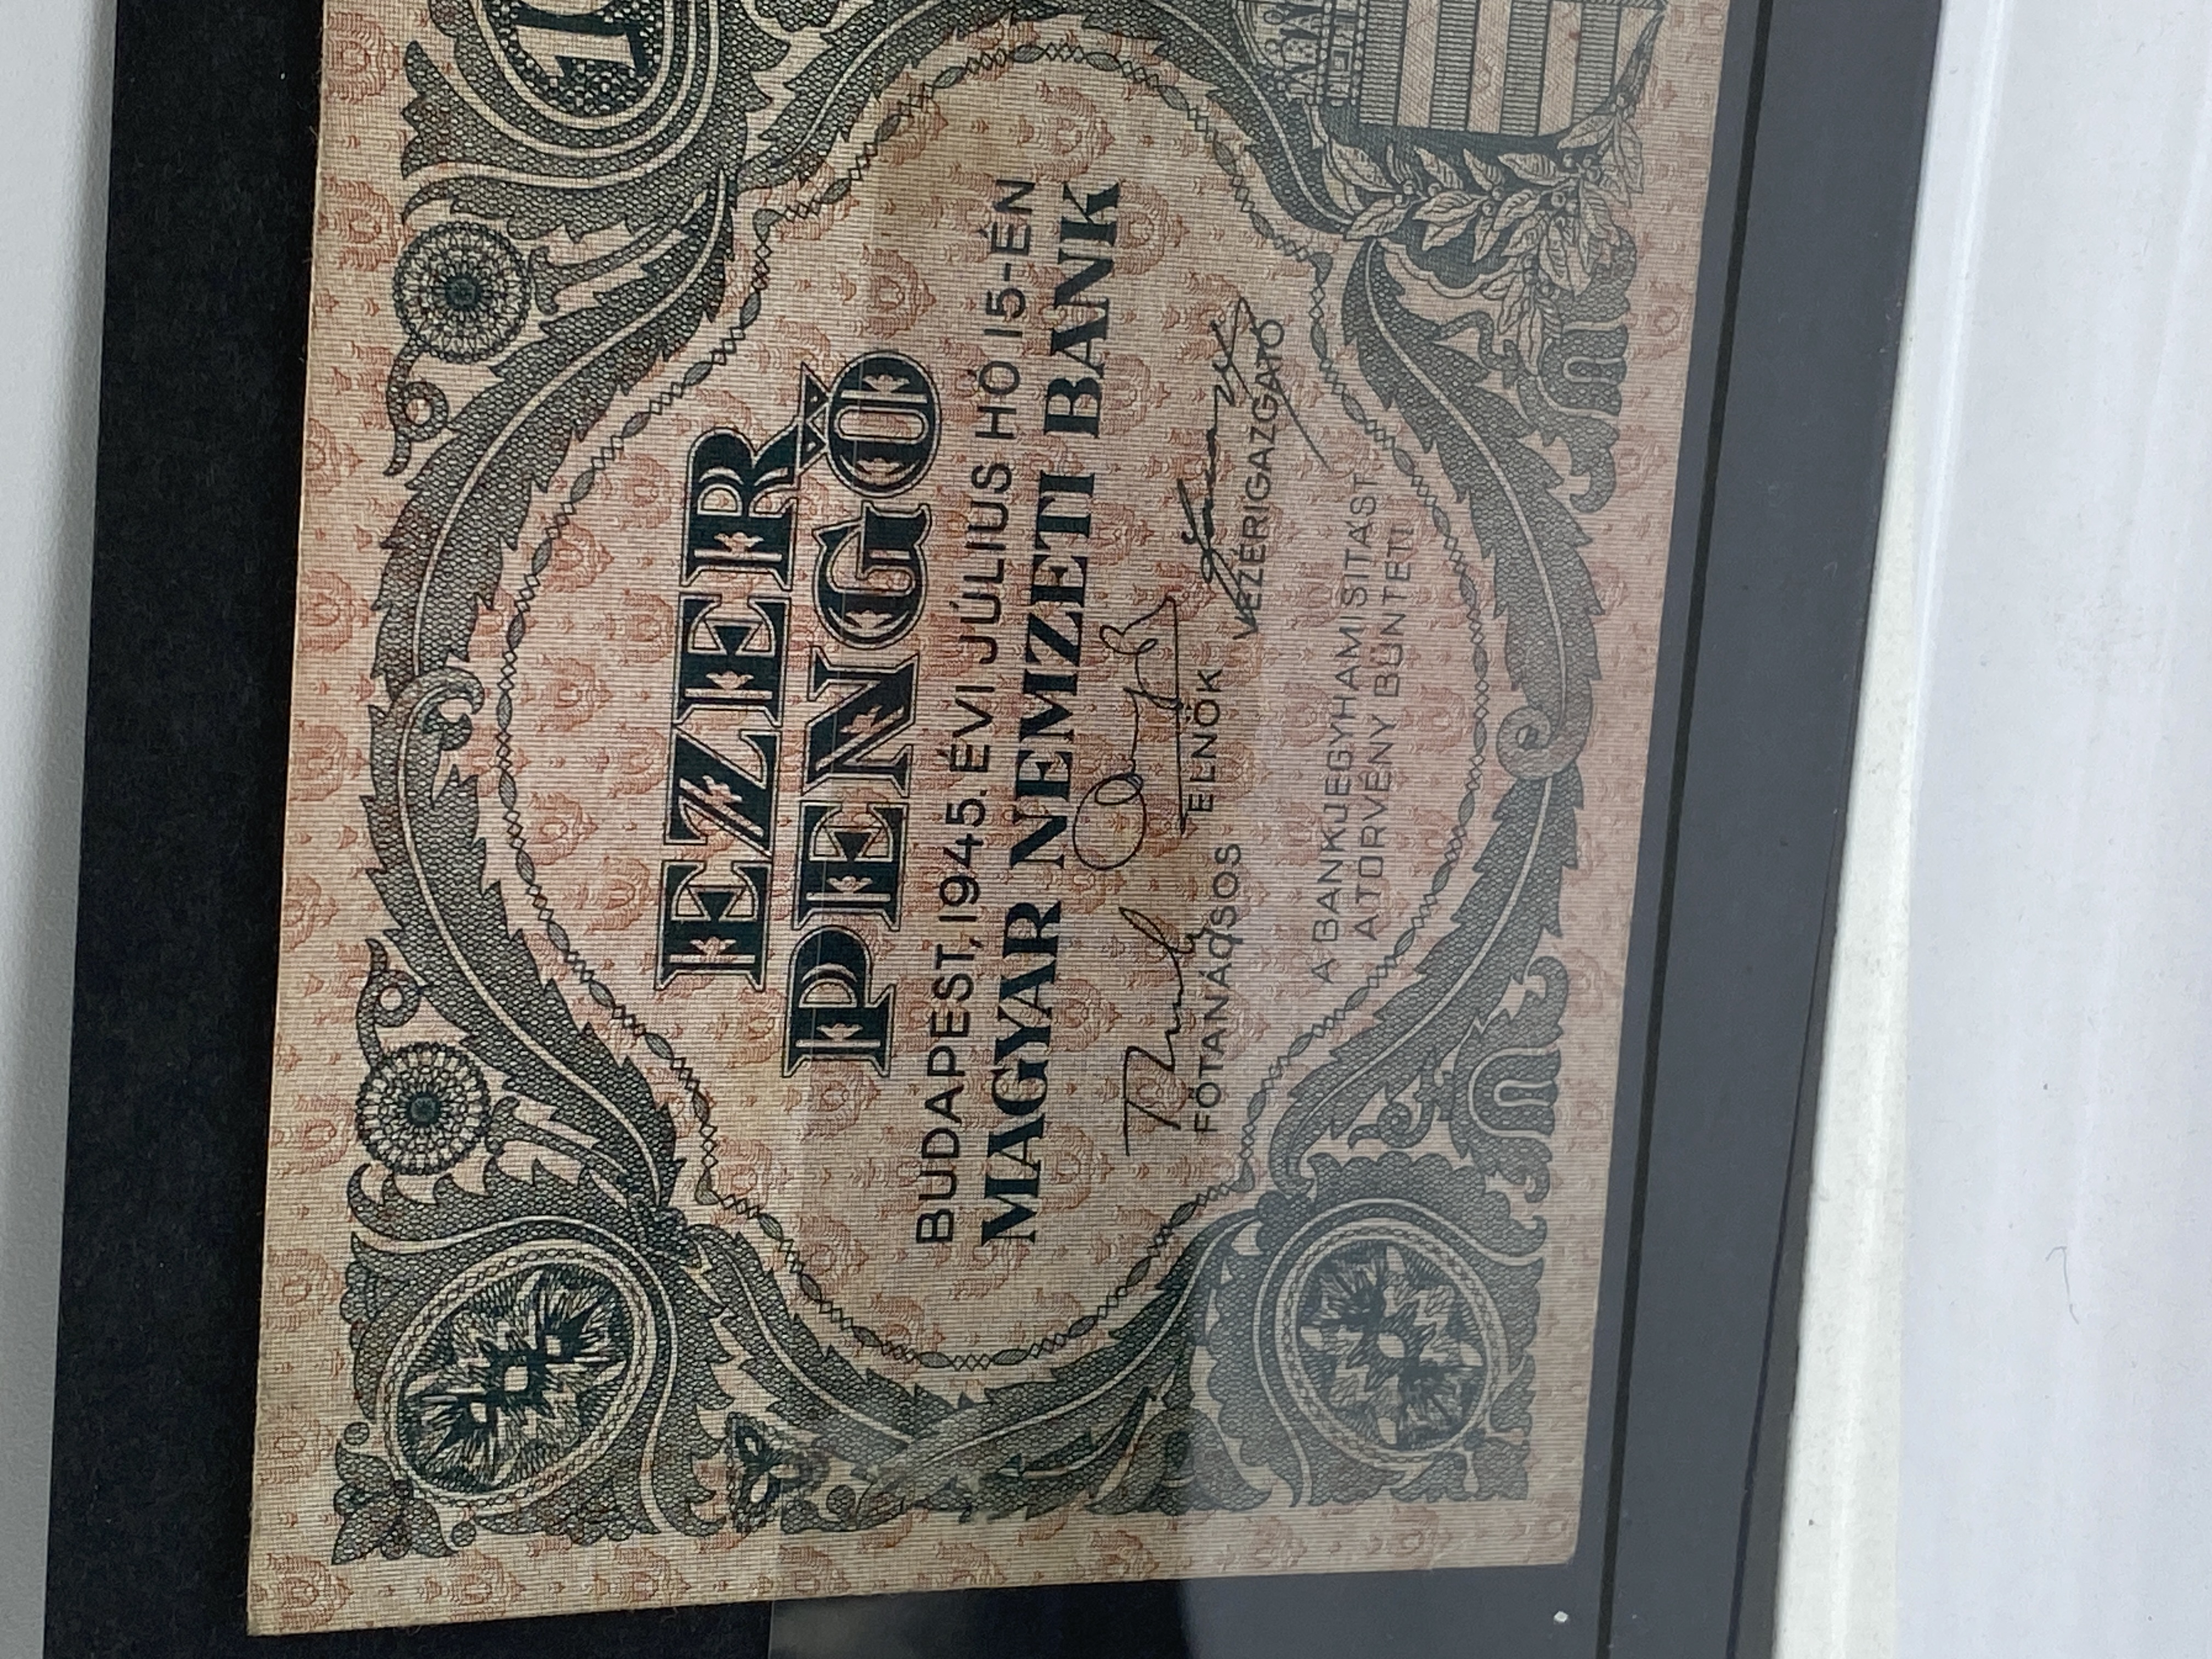 EZER
PENGŐ
BUDAPEST, 1945. ÉVI JÚLIUS HÓ 15-ÉN
MAGYAR NEMZETI BANK
FŐTANÁCSOS ELNÖK VEZÉRIGAZGATÓ
A BANKJEGYHAMISÍTÁST
A TÖRVÉNY BÜNTETI